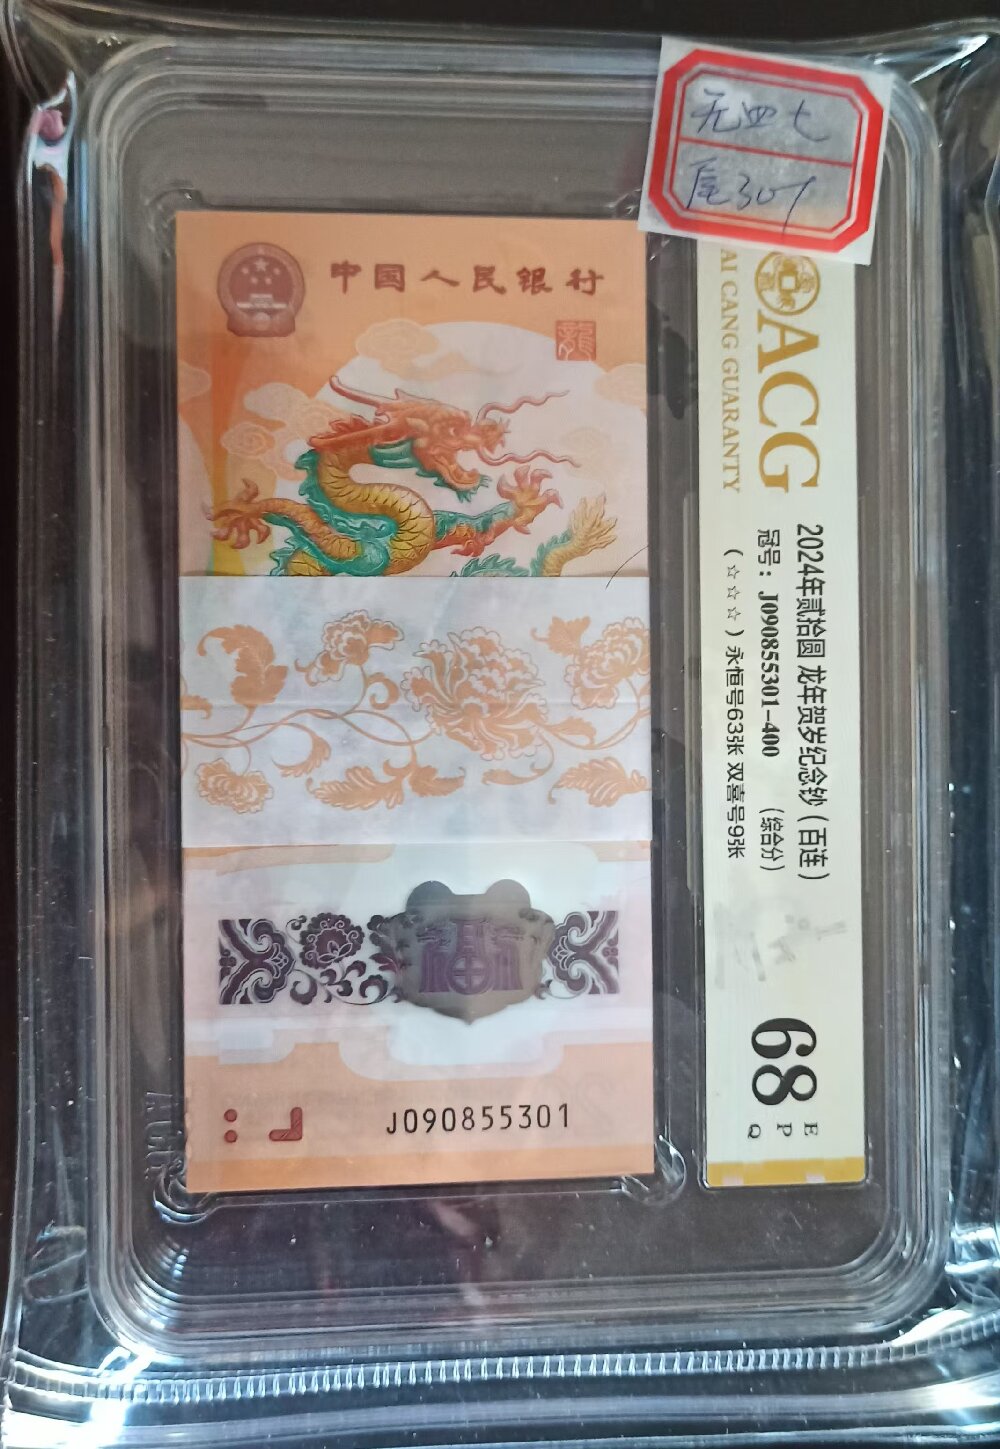 无四七
尾301
中国人民银行
龍
J090855301
ACG
AI CANG GUARANTY
2024年贰拾圆 龙年贺岁纪念钞（百连）
冠号：J090855301-400 （综合分）
（☆☆☆）永恒号63张 双喜号9张
68
E
P
Q